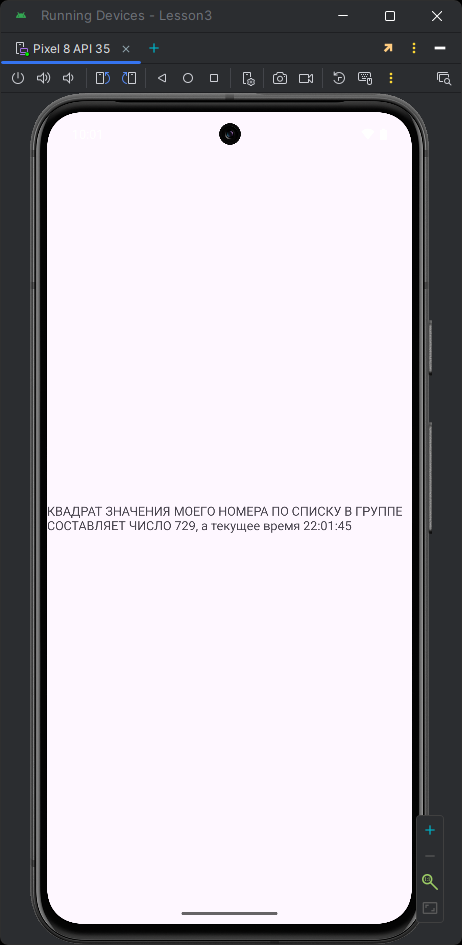 Running Devices - Lesson3
Pixel 8 API 35
КВАДРАТ ЗНАЧЕНИЯ МОЕГО НОМЕРА ПО СПИСКУ В ГРУППЕ
СОСТАВЛЯЕТ ЧИСЛО 729, а текущее время 22:01:45